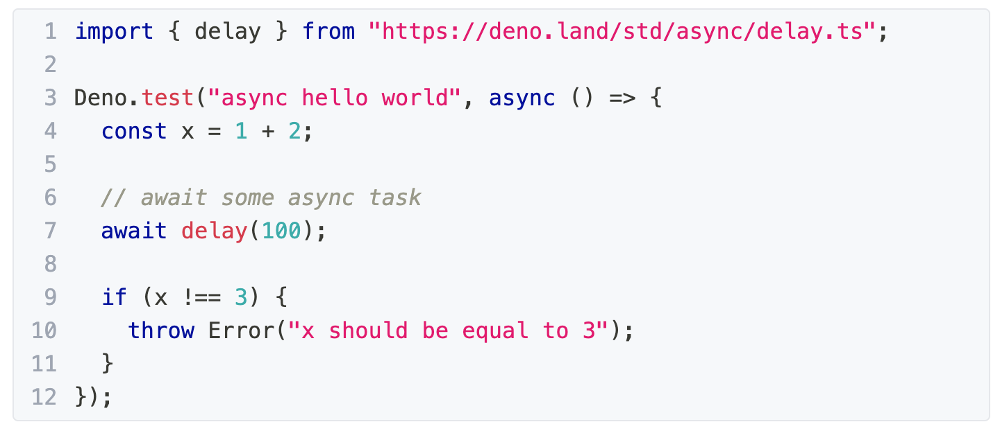 1 import { delay } from "https://deno.land/std/async/delay.ts";
2
3 Deno.test("async hello world", async () => {
4   const x = 1 + 2;
5
6   // await some async task
7   await delay(100);
8
9   if (x !== 3) {
10     throw Error("x should be equal to 3");
11   }
12 });